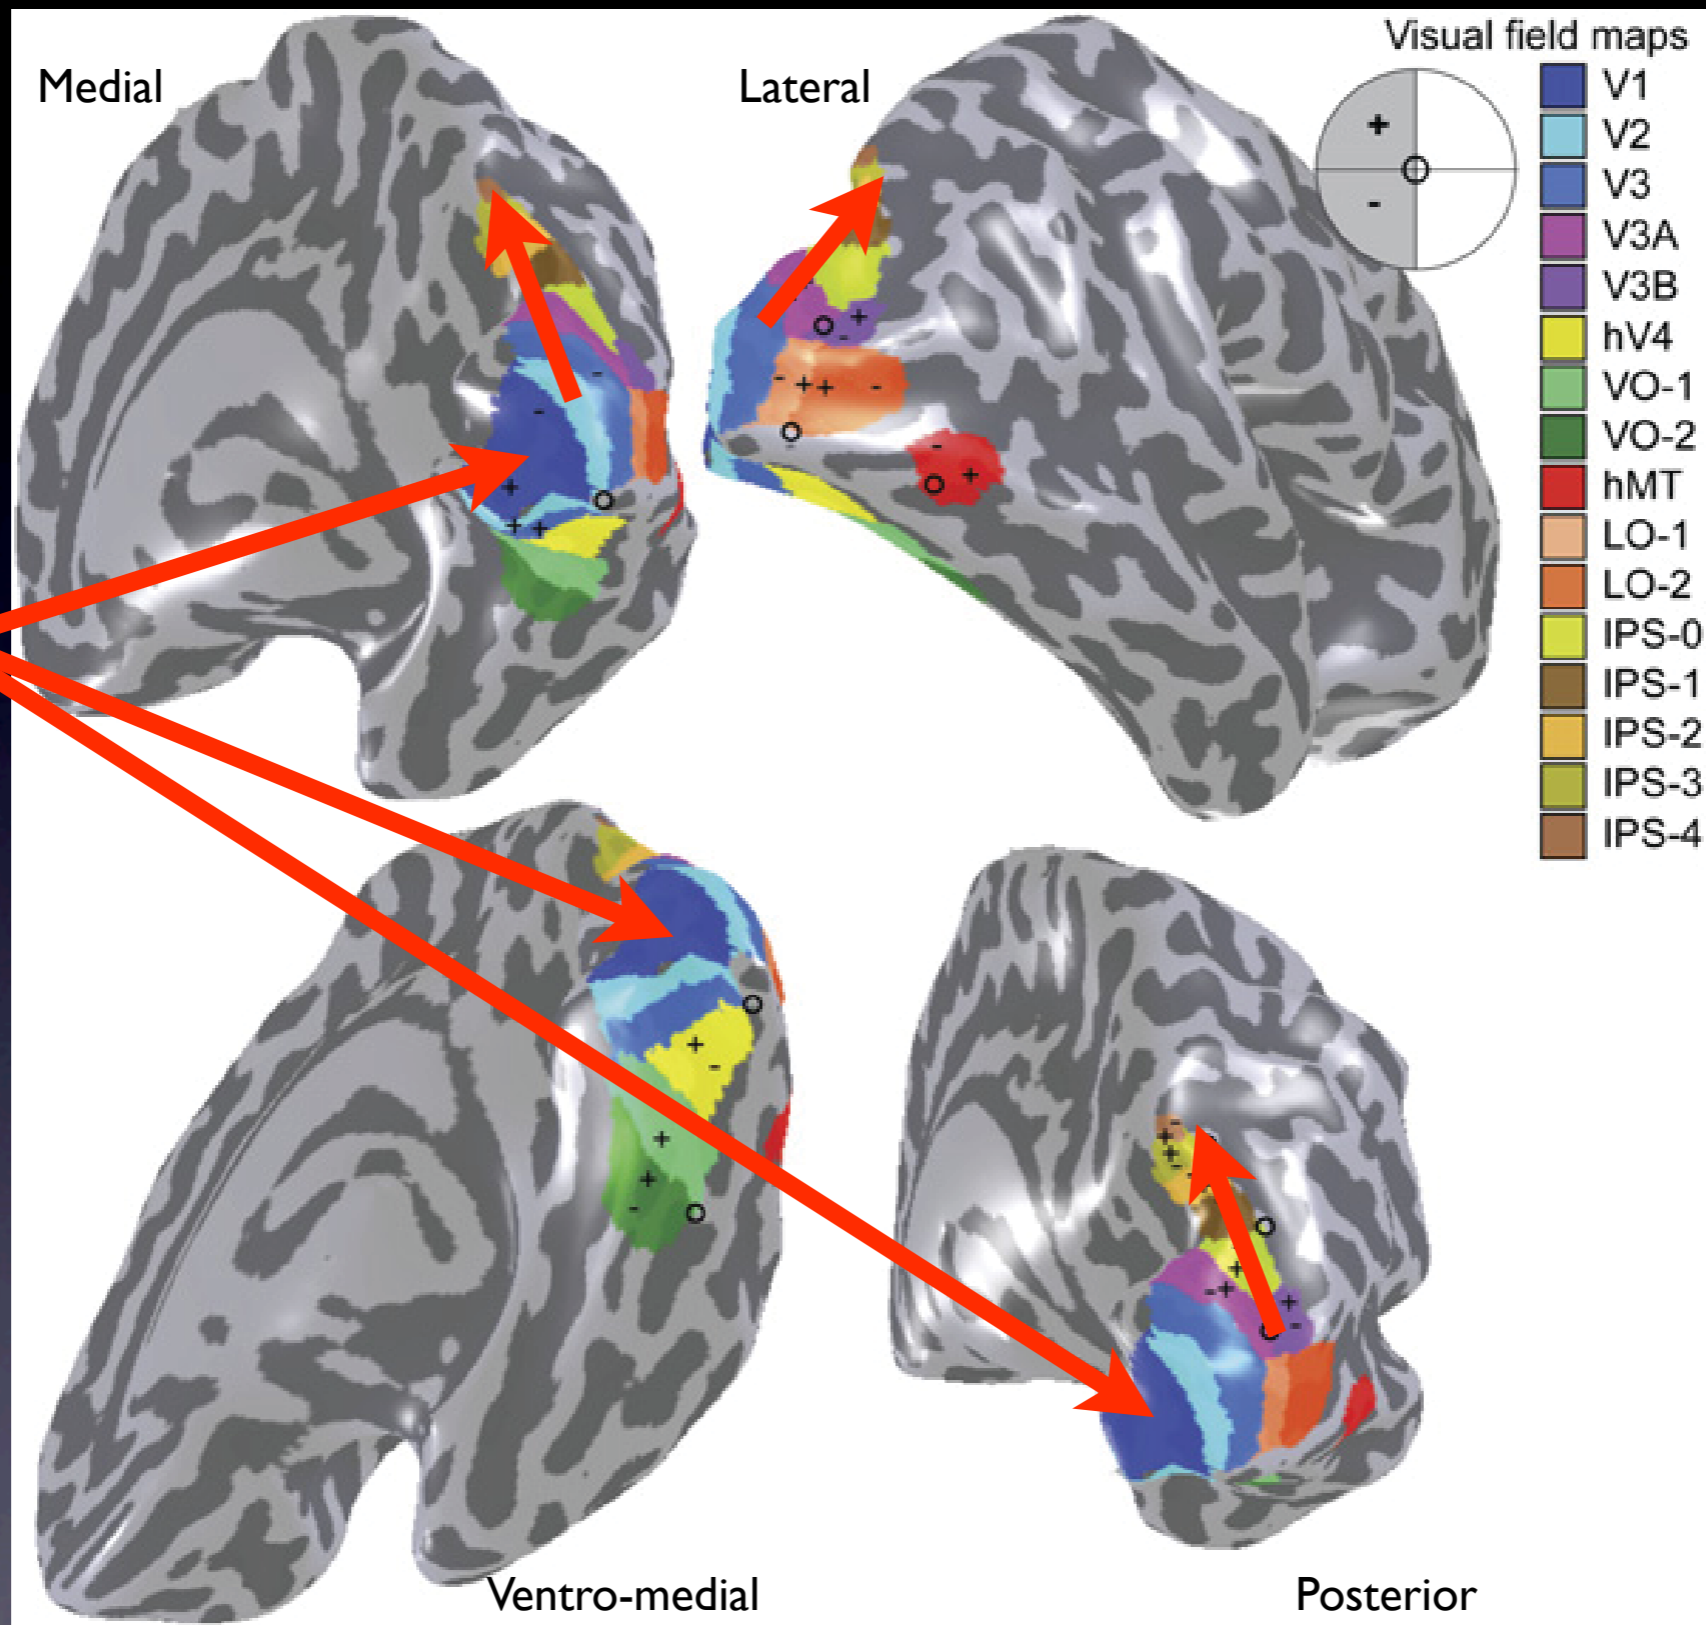 Medial
Lateral
Visual field maps
+
-
V1
V2
V3
V3A
V3B
hV4
VO-1
VO-2
hMT
LO-1
LO-2
IPS-0
IPS-1
IPS-2
IPS-3
IPS-4
Ventro-medial
Posterior